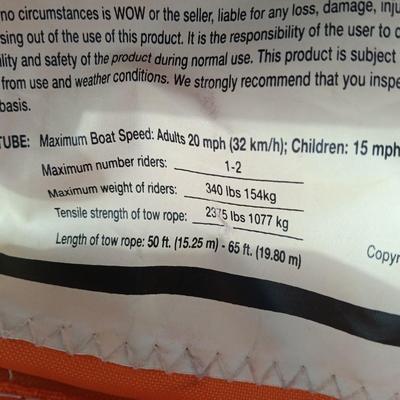 no circumstances is WOW or the seller, liable for any loss, damage,
sing out of the use of this product. It is the responsibility of the user to
lity and safety of the product during normal use. This product is subject
from use and weather conditions. We strongly recommend that you
basis.
TUBE: Maximum Boat Speed: Adults 20 mph (32 km/h); Children: 15 mph
Maximum number riders: 1-2
Maximum weight of riders: 340 lbs 154kg
Tensile strength of tow rope: 2375 lbs 1077 kg
Length of tow rope: 50 ft. (15.25 m) - 65 ft. (19.80 m)
Copyr